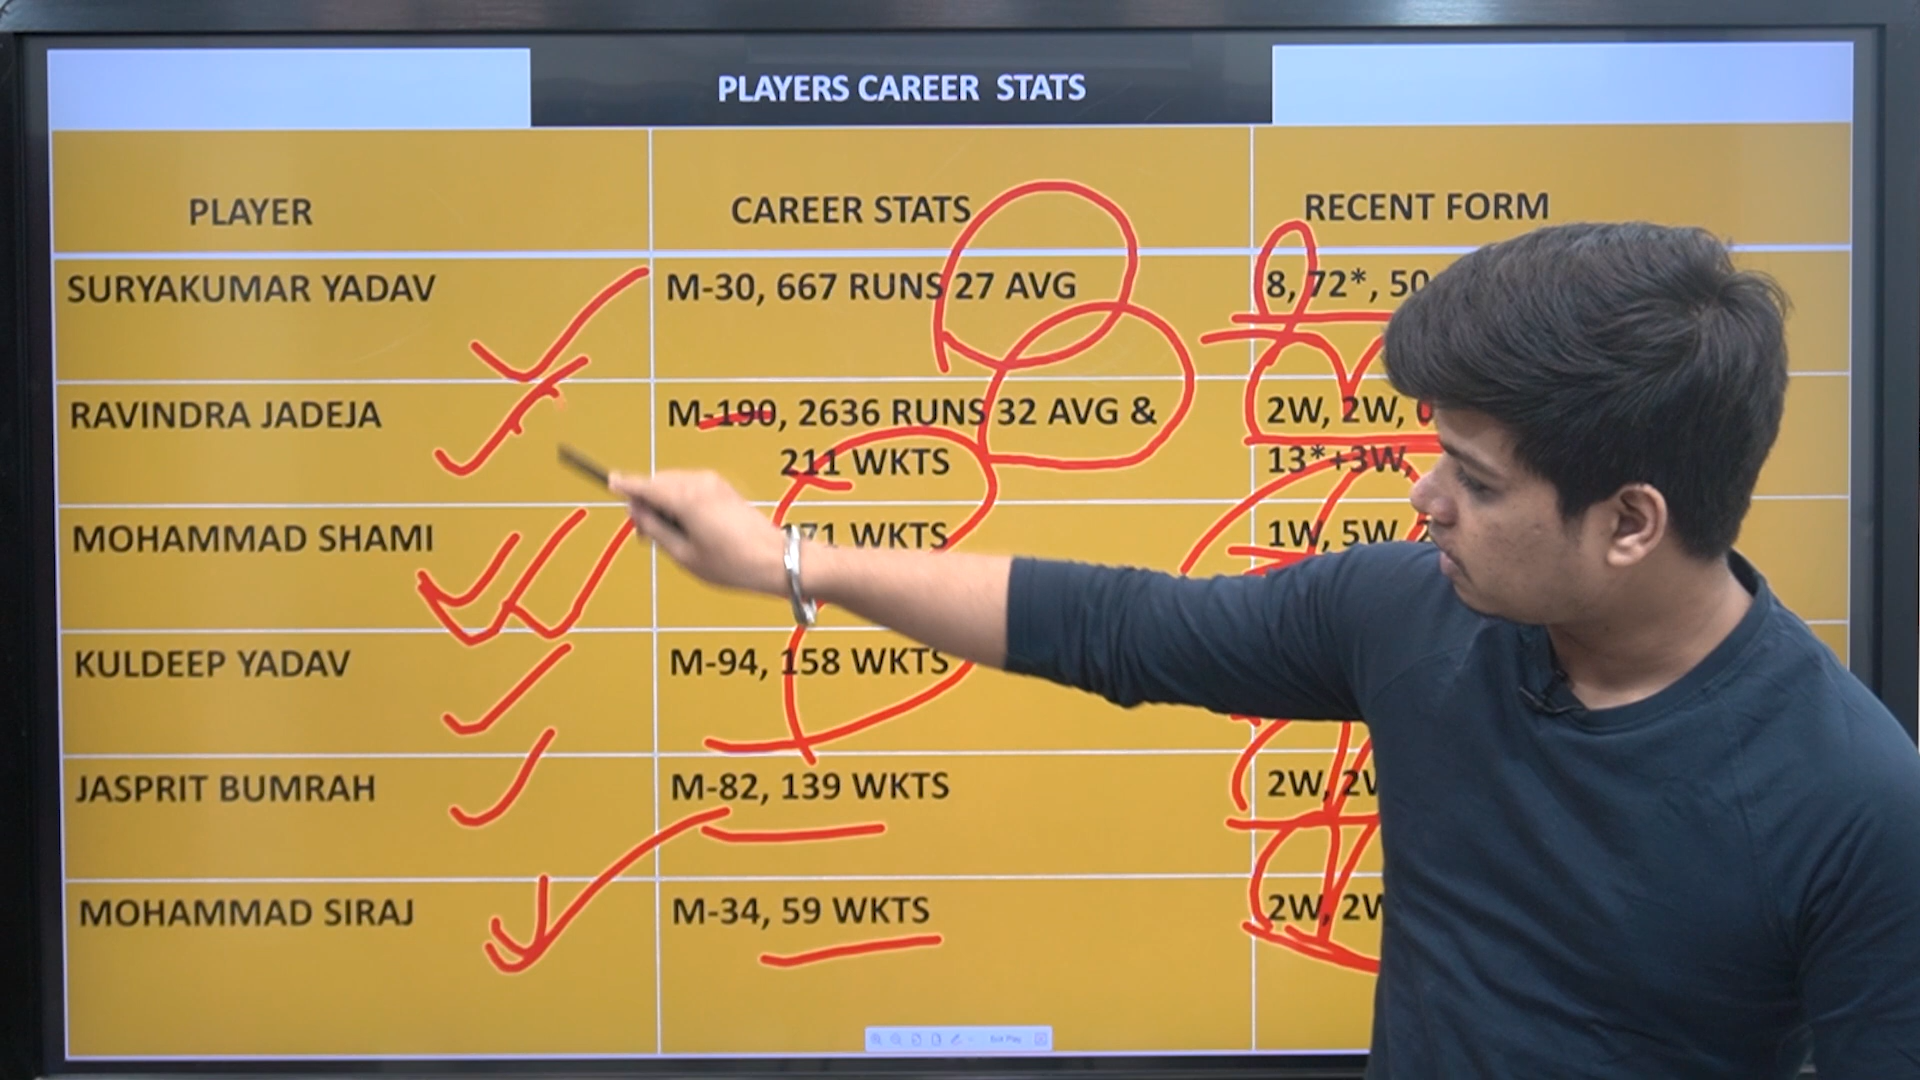 PLAYERS CAREER STATS
PLAYER CAREER STATS RECENT FORM
SURYAKUMAR YADAV M-30, 667 RUNS 27 AVG 8, 72*, 50
RAVINDRA JADEJA M-190, 2636 RUNS 32 AVG & 2W, 2W,
211 WKTS 13*+3W,
MOHAMMAD SHAMI 171 WKTS 1W, 5W,
KULDEEP YADAV M-94, 158 WKTS
JASPRIT BUMRAH M-82, 139 WKTS 2W,
MOHAMMAD SIRAJ M-34, 59 WKTS 2W,